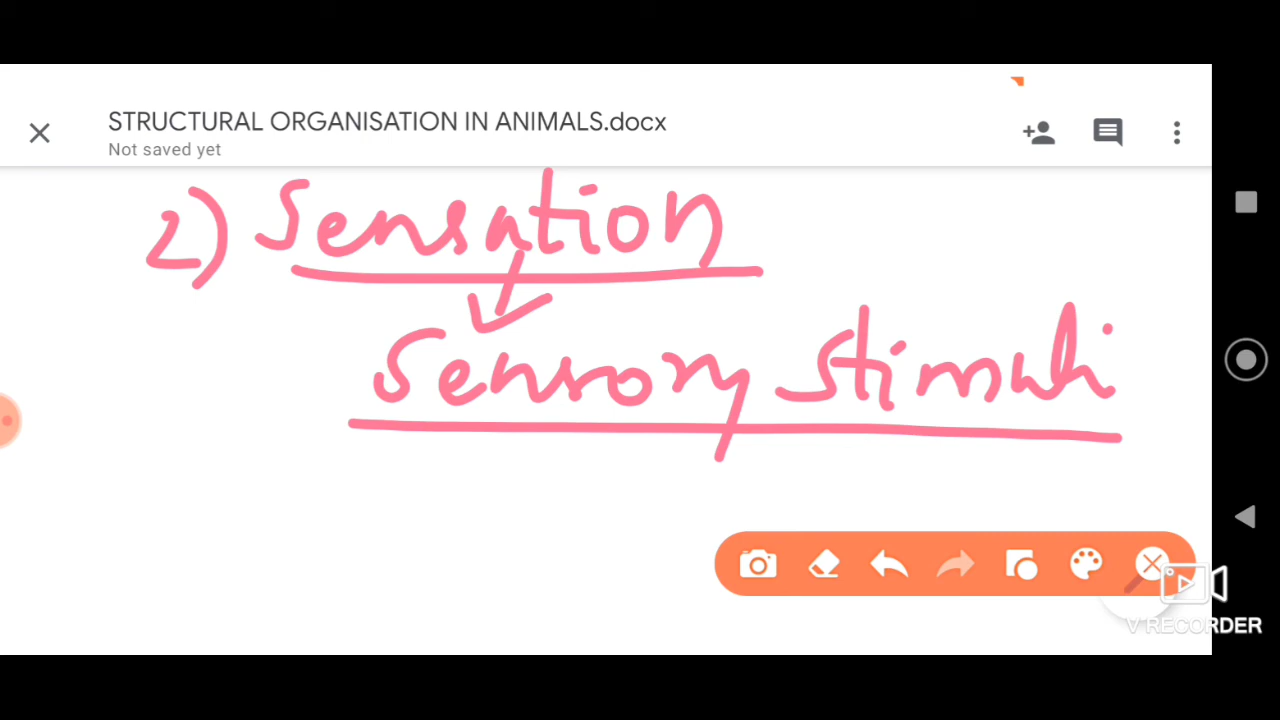 STRUCTURAL ORGANISATION IN ANIMALS.docx
Not saved yet
2) Sensation
Sensory Stimuli
V RECORDER